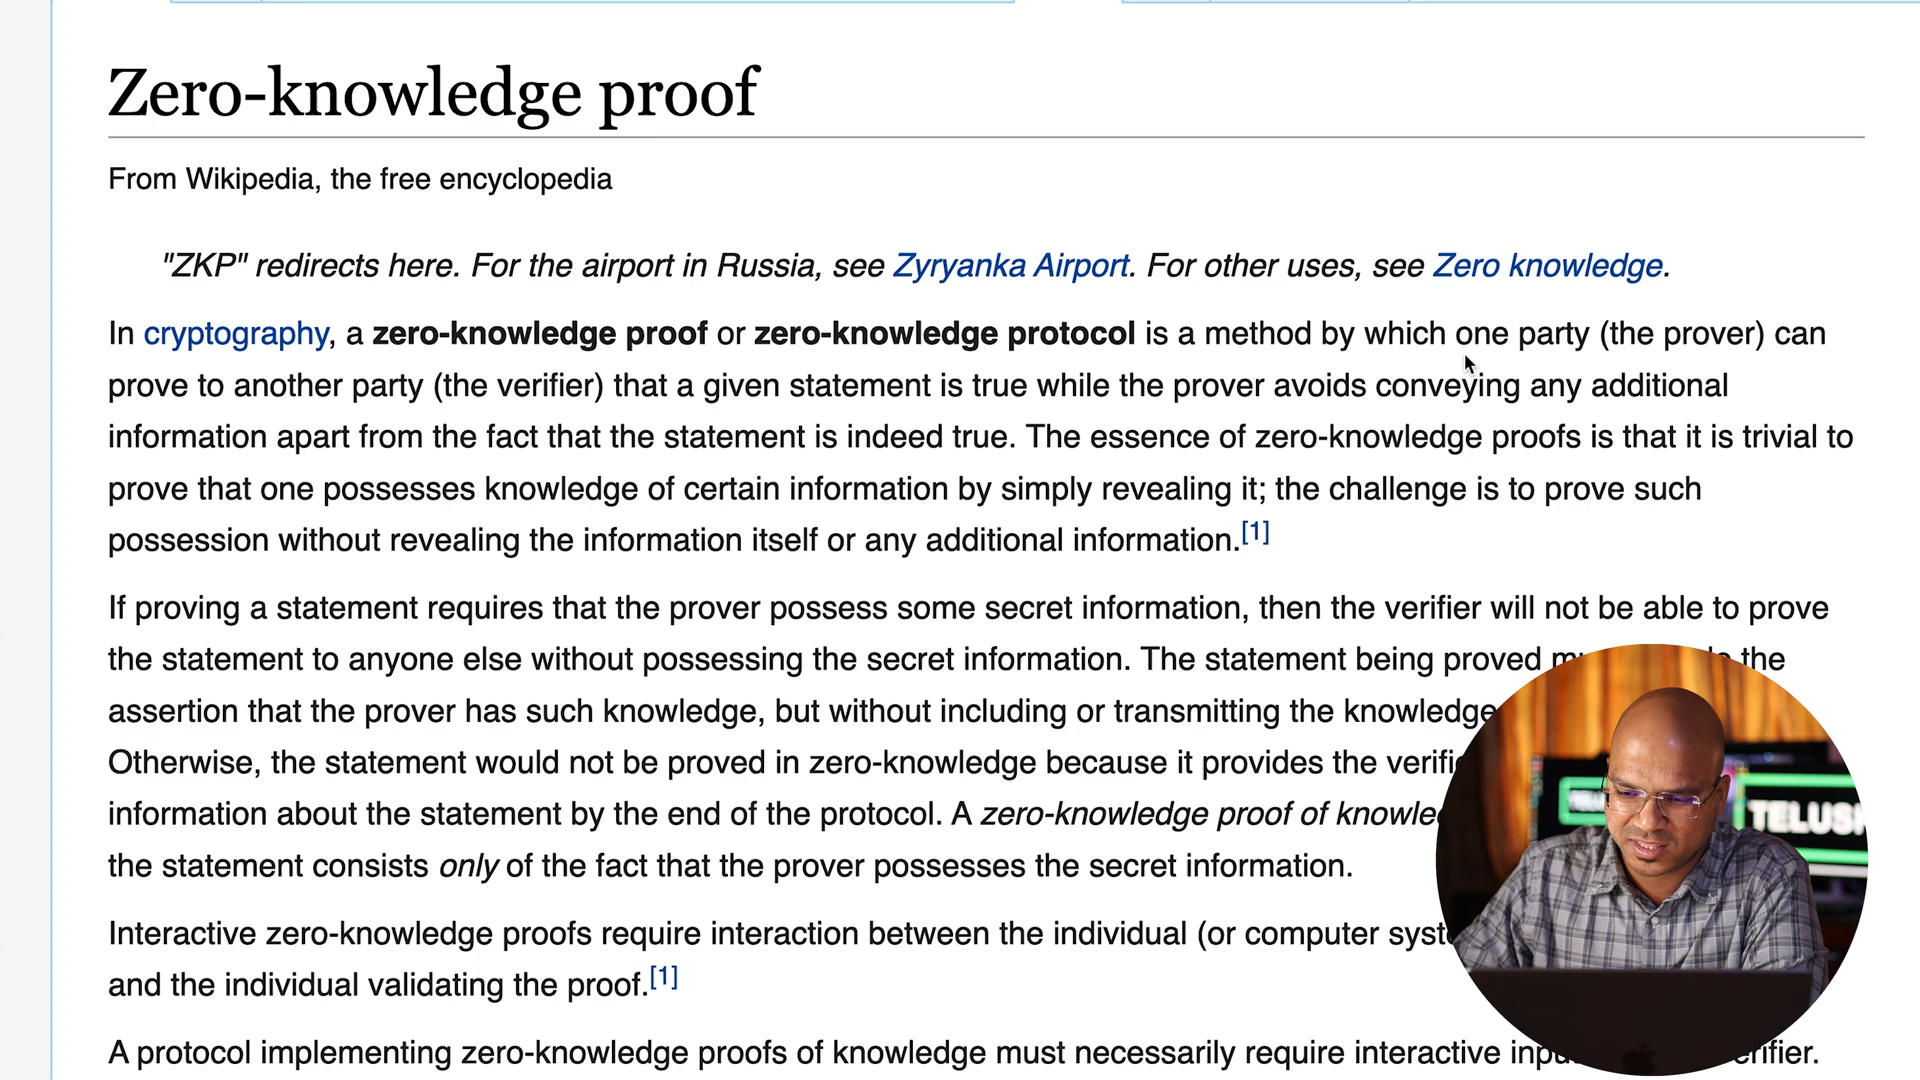 Zero-knowledge proof
From Wikipedia, the free encyclopedia
"ZKP" redirects here. For the airport in Russia, see Zyryanka Airport. For other uses, see Zero knowledge.
In cryptography, a zero-knowledge proof or zero-knowledge protocol is a method by which one party (the prover) can
prove to another party (the verifier) that a given statement is true while the prover avoids conveying any additional
information apart from the fact that the statement is indeed true. The essence of zero-knowledge proofs is that it is trivial to
prove that one possesses knowledge of certain information by simply revealing it; the challenge is to prove such
possession without revealing the information itself or any additional information.[1]
If proving a statement requires that the prover possess some secret information, then the verifier will not be able to prove
the statement to anyone else without possessing the secret information. The statement being proved the
assertion that the prover has such knowledge, but without including or transmitting the knowledge
Otherwise, the statement would not be proved in zero-knowledge because it provides the
information about the statement by the end of the protocol. A zero-knowledge proof of
the statement consists only of the fact that the prover possesses the secret information.
Interactive zero-knowledge proofs require interaction between the individual (or computer
and the individual validating the proof.[1]
A protocol implementing zero-knowledge proofs of knowledge must necessarily require interactive